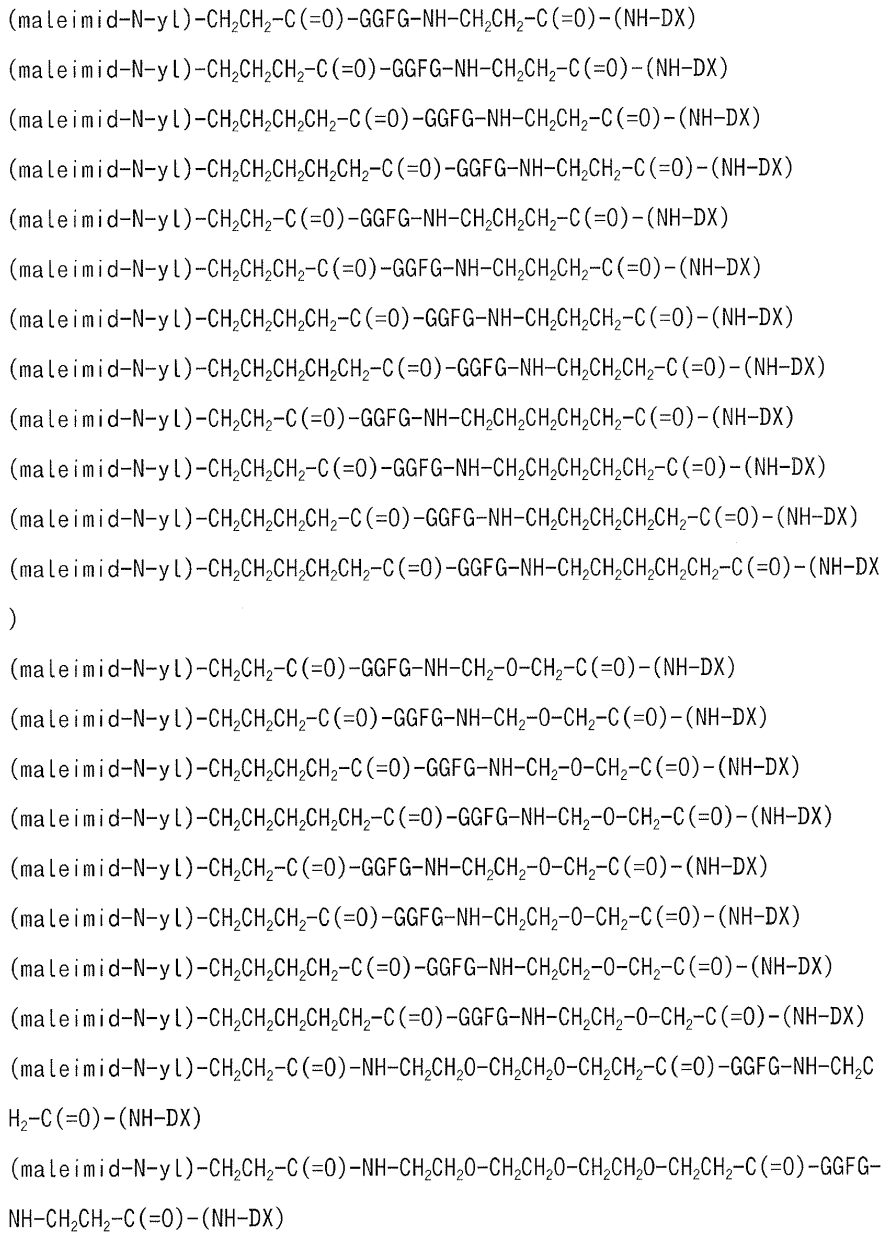 (maleimid-N-yl)-CH₂CH₂-C(=O)-GGFG-NH-CH₂CH₂-C(=O)-(NH-DX)
(maleimid-N-yl)-CH₂CH₂CH₂-C(=O)-GGFG-NH-CH₂CH₂-C(=O)-(NH-DX)
(maleimid-N-yl)-CH₂CH₂CH₂CH₂-C(=O)-GGFG-NH-CH₂CH₂-C(=O)-(NH-DX)
(maleimid-N-yl)-CH₂CH₂CH₂CH₂CH₂-C(=O)-GGFG-NH-CH₂CH₂-C(=O)-(NH-DX)
(maleimid-N-yl)-CH₂CH₂-C(=O)-GGFG-NH-CH₂CH₂CH₂-C(=O)-(NH-DX)
(maleimid-N-yl)-CH₂CH₂CH₂-C(=O)-GGFG-NH-CH₂CH₂CH₂-C(=O)-(NH-DX)
(maleimid-N-yl)-CH₂CH₂CH₂CH₂-C(=O)-GGFG-NH-CH₂CH₂CH₂-C(=O)-(NH-DX)
(maleimid-N-yl)-CH₂CH₂CH₂CH₂CH₂-C(=O)-GGFG-NH-CH₂CH₂CH₂-C(=O)-(NH-DX)
(maleimid-N-yl)-CH₂CH₂-C(=O)-GGFG-NH-CH₂CH₂CH₂CH₂CH₂-C(=O)-(NH-DX)
(maleimid-N-yl)-CH₂CH₂CH₂-C(=O)-GGFG-NH-CH₂CH₂CH₂CH₂CH₂-C(=O)-(NH-DX)
(maleimid-N-yl)-CH₂CH₂CH₂CH₂-C(=O)-GGFG-NH-CH₂CH₂CH₂CH₂CH₂-C(=O)-(NH-DX)
(maleimid-N-yl)-CH₂CH₂CH₂CH₂CH₂-C(=O)-GGFG-NH-CH₂CH₂CH₂CH₂CH₂-C(=O)-(NH-DX
)
(maleimid-N-yl)-CH₂CH₂-C(=O)-GGFG-NH-CH₂-O-CH₂-C(=O)-(NH-DX)
(maleimid-N-yl)-CH₂CH₂CH₂-C(=O)-GGFG-NH-CH₂-O-CH₂-C(=O)-(NH-DX)
(maleimid-N-yl)-CH₂CH₂CH₂CH₂-C(=O)-GGFG-NH-CH₂-O-CH₂-C(=O)-(NH-DX)
(maleimid-N-yl)-CH₂CH₂CH₂CH₂CH₂-C(=O)-GGFG-NH-CH₂-O-CH₂-C(=O)-(NH-DX)
(maleimid-N-yl)-CH₂CH₂-C(=O)-GGFG-NH-CH₂CH₂-O-CH₂-C(=O)-(NH-DX)
(maleimid-N-yl)-CH₂CH₂CH₂-C(=O)-GGFG-NH-CH₂CH₂-O-CH₂-C(=O)-(NH-DX)
(maleimid-N-yl)-CH₂CH₂CH₂CH₂-C(=O)-GGFG-NH-CH₂CH₂-O-CH₂-C(=O)-(NH-DX)
(maleimid-N-yl)-CH₂CH₂CH₂CH₂CH₂-C(=O)-GGFG-NH-CH₂CH₂-O-CH₂-C(=O)-(NH-DX)
(maleimid-N-yl)-CH₂CH₂-C(=O)-NH-CH₂CH₂O-CH₂CH₂O-CH₂CH₂-C(=O)-GGFG-NH-CH₂C
H₂-C(=O)-(NH-DX)
(maleimid-N-yl)-CH₂CH₂-C(=O)-NH-CH₂CH₂O-CH₂CH₂O-CH₂CH₂O-CH₂CH₂-C(=O)-GGFG-
NH-CH₂CH₂-C(=O)-(NH-DX)